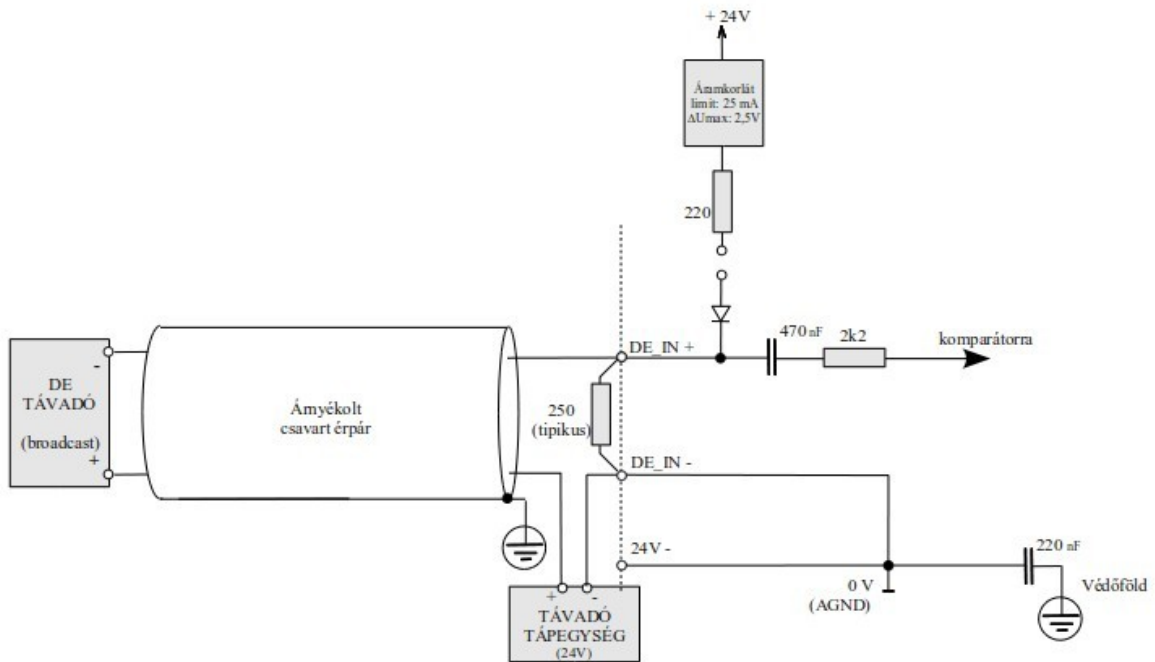 + 24V
Áramkorlát
limit: 25 mA
ΔUmax: 2,5V
220
470 nF
2k2
komparátorra
DE_IN +
-
DE
TÁVADÓ
(broadcast)
+
Árnyékolt
csavart érpár
250
(tipikus)
DE_IN -
24V -
220 nF
0 V
(AGND)
Védőföld
+ -
TÁVADÓ
TÁPEGYSÉG
(24V)